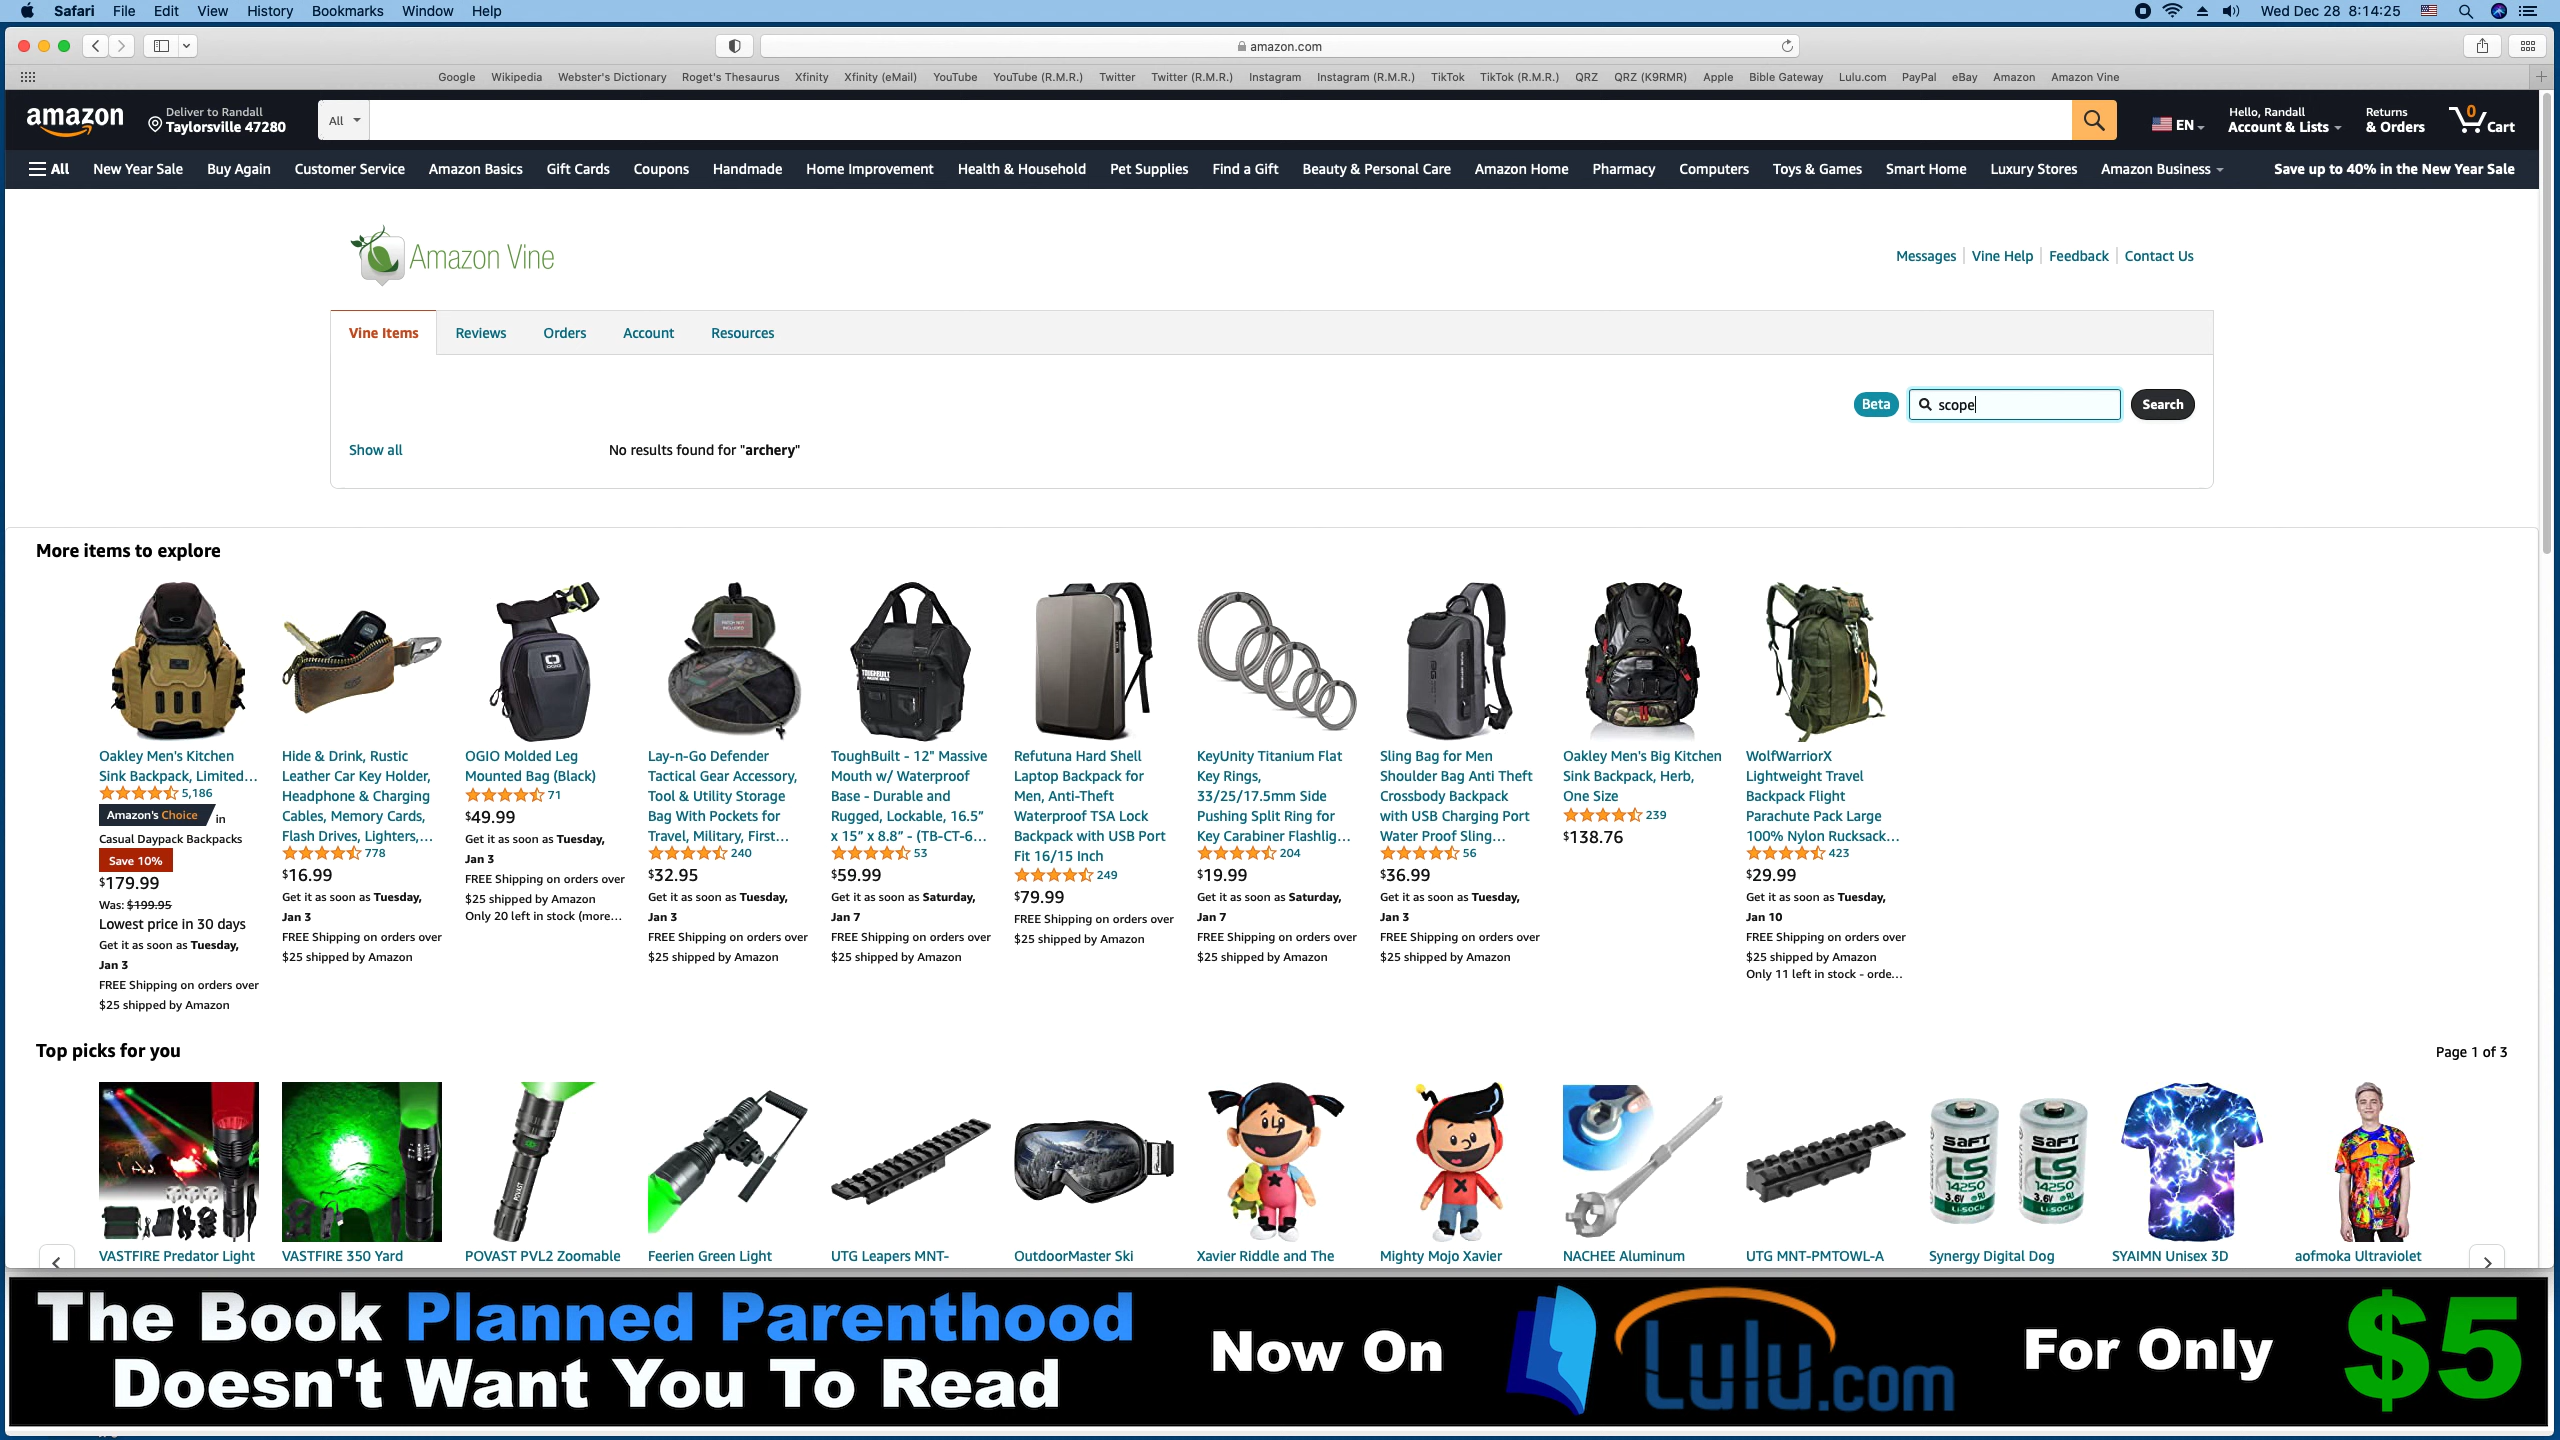 Safari File Edit View History Bookmarks Window Help
Wed Dec 28 8:14:25
amazon.com
Google Wikipedia Webster's Dictionary Roget's Thesaurus Xfinity Xfinity (eMail) YouTube YouTube (R.M.R.) Twitter Twitter (R.M.R.) Instagram Instagram (R.M.R.) TikTok TikTok (R.M.R.) QRZ QRZ (K9RMR) Apple Bible Gateway Lulu.com PayPal eBay Amazon Amazon Vine
amazon
Deliver to Randall
Taylorsville 47280
All
EN
Hello, Randall
Account & Lists
Returns
& Orders
0
Cart
All New Year Sale Buy Again Customer Service Amazon Basics Gift Cards Coupons Handmade Home Improvement Health & Household Pet Supplies Find a Gift Beauty & Personal Care Amazon Home Pharmacy Computers Toys & Games Smart Home Luxury Stores Amazon Business Save up to 40% in the New Year Sale
Amazon Vine
Messages Vine Help Feedback Contact Us
Vine Items Reviews Orders Account Resources
Beta scope Search
Show all No results found for "archery"
More items to explore
Oakley Men's Kitchen
Sink Backpack, Limited...
5,186
Amazon's Choice in
Casual Daypack Backpacks
Save 10%
$179.99
Was: $199.95
Lowest price in 30 days
Get it as soon as Tuesday,
Jan 3
FREE Shipping on orders over
$25 shipped by Amazon
Hide & Drink, Rustic
Leather Car Key Holder,
Headphone & Charging
Cables, Memory Cards,
Flash Drives, Lighters,...
778
$16.99
Get it as soon as Tuesday,
Jan 3
FREE Shipping on orders over
$25 shipped by Amazon
OGIO
OGIO Molded Leg
Mounted Bag (Black)
71
$49.99
Get it as soon as Tuesday,
Jan 3
FREE Shipping on orders over
$25 shipped by Amazon
Only 20 left in stock (more...
Lay-n-Go Defender
Tactical Gear Accessory,
Tool & Utility Storage
Bag With Pockets for
Travel, Military, First...
240
$32.95
Get it as soon as Tuesday,
Jan 3
FREE Shipping on orders over
$25 shipped by Amazon
TOUGHBUILT
ToughBuilt - 12" Massive
Mouth w/ Waterproof
Base - Durable and
Rugged, Lockable, 16.5”
x 15” x 8.8” - (TB-CT-6...
53
$59.99
Get it as soon as Saturday,
Jan 7
FREE Shipping on orders over
$25 shipped by Amazon
Refutuna Hard Shell
Laptop Backpack for
Men, Anti-Theft
Waterproof TSA Lock
Backpack with USB Port
Fit 16/15 Inch
249
$79.99
FREE Shipping on orders over
$25 shipped by Amazon
KeyUnity Titanium Flat
Key Rings,
33/25/17.5mm Side
Pushing Split Ring for
Key Carabiner Flashlig...
204
$19.99
Get it as soon as Saturday,
Jan 7
FREE Shipping on orders over
$25 shipped by Amazon
Sling Bag for Men
Shoulder Bag Anti Theft
Crossbody Backpack
with USB Charging Port
Water Proof Sling...
56
$36.99
Get it as soon as Tuesday,
Jan 3
FREE Shipping on orders over
$25 shipped by Amazon
Oakley Men's Big Kitchen
Sink Backpack, Herb,
One Size
239
$138.76
WolfWarriorX
Lightweight Travel
Backpack Flight
Parachute Pack Large
100% Nylon Rucksack...
423
$29.99
Get it as soon as Tuesday,
Jan 10
FREE Shipping on orders over
$25 shipped by Amazon
Only 11 left in stock - orde...
Top picks for you
Page 1 of 3
POVAST
SAFT SAFT
LS LS
14250 14250
3.6V 3.6V
Li-SOCl2 Li-SOCl2
VASTFIRE Predator Light VASTFIRE 350 Yard POVAST PVL2 Zoomable Feerien Green Light UTG Leapers MNT- OutdoorMaster Ski Xavier Riddle and The Mighty Mojo Xavier NACHEE Aluminum UTG MNT-PMTOWL-A Synergy Digital Dog SYAIMN Unisex 3D aofmoka Ultraviolet
The Book Planned Parenthood
Doesn't Want You To Read
Now On
Lulu.com
For Only
$5